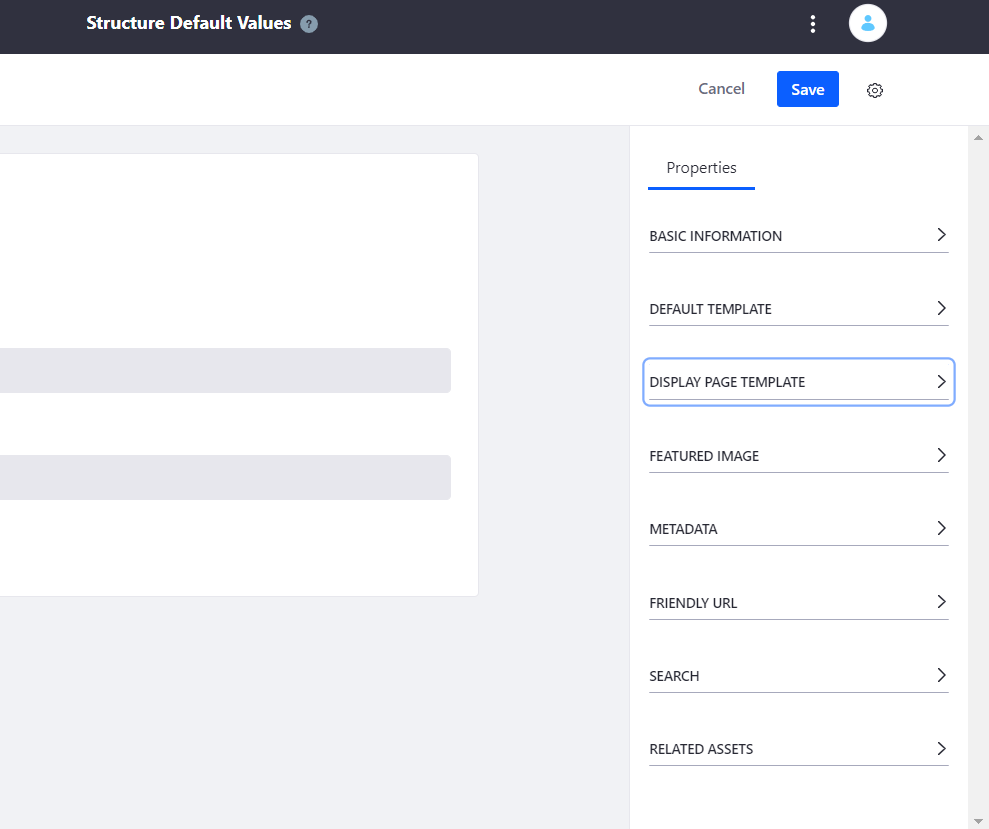 Structure Default Values ?
Cancel
Save
Properties
BASIC INFORMATION
DEFAULT TEMPLATE
DISPLAY PAGE TEMPLATE
FEATURED IMAGE
METADATA
FRIENDLY URL
SEARCH
RELATED ASSETS